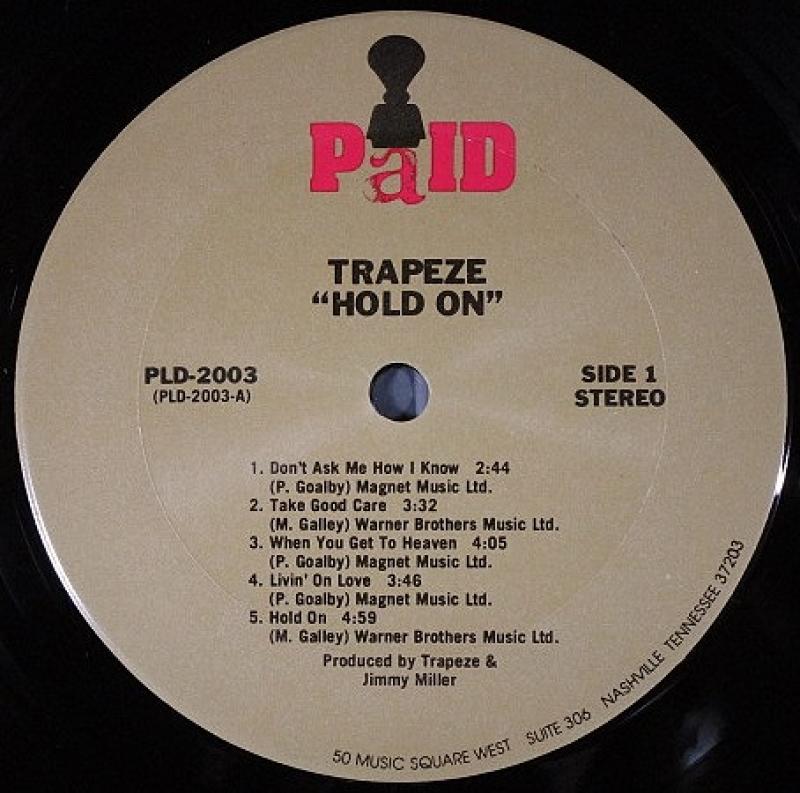 PaID
TRAPEZE
“HOLD ON”
PLD-2003
(PLD-2003-A)
SIDE 1
STEREO
1. Don't Ask Me How I Know 2:44
(P. Goalby) Magnet Music Ltd.
2. Take Good Care 3:32
(M. Galley) Warner Brothers Music Ltd.
3. When You Get To Heaven 4:05
(P. Goalby) Magnet Music Ltd.
4. Livin' On Love 3:46
(P. Goalby) Magnet Music Ltd.
5. Hold On 4:59
(M. Galley) Warner Brothers Music Ltd.
Produced by Trapeze &
Jimmy Miller
50 MUSIC SQUARE WEST SUITE 306 NASHVILLE TENNESSEE 37203